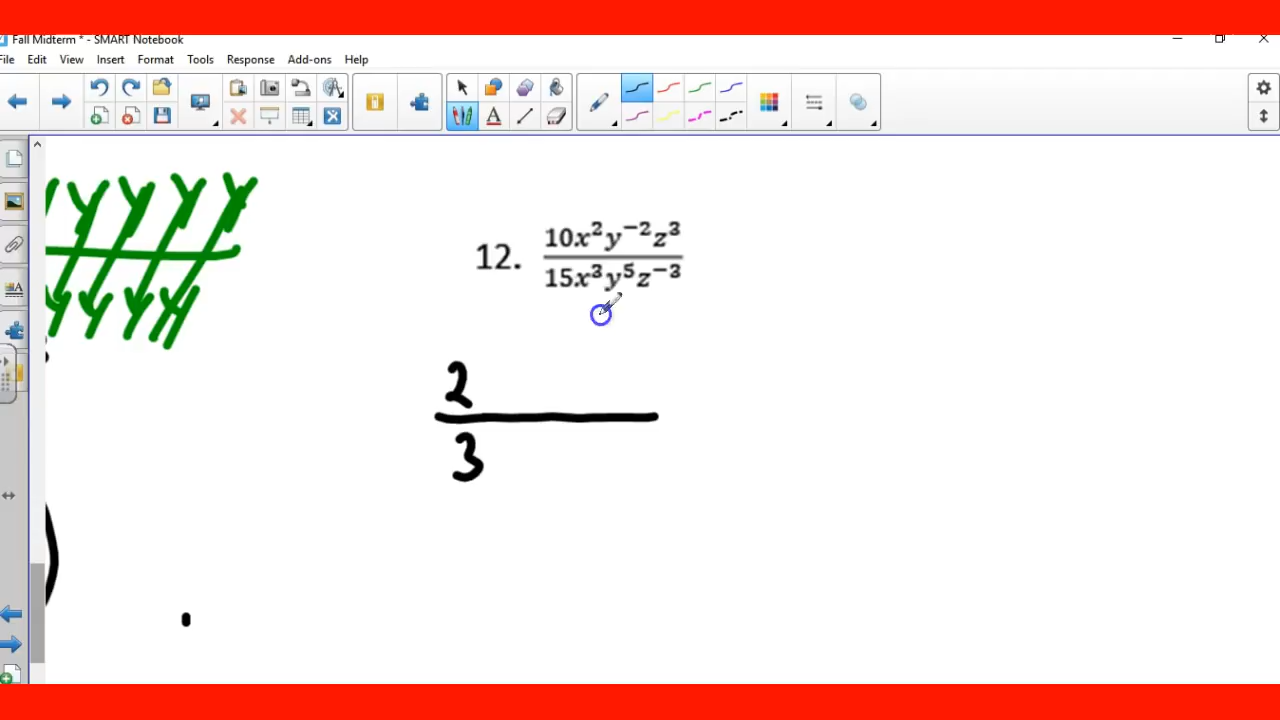 Fall Midterm * - SMART Notebook
File Edit View Insert Format Tools Response Add-ons Help
Y Y Y Y
Y Y Y Y
12. 10x²y⁻²z³
15x³y⁵z⁻³
2
3